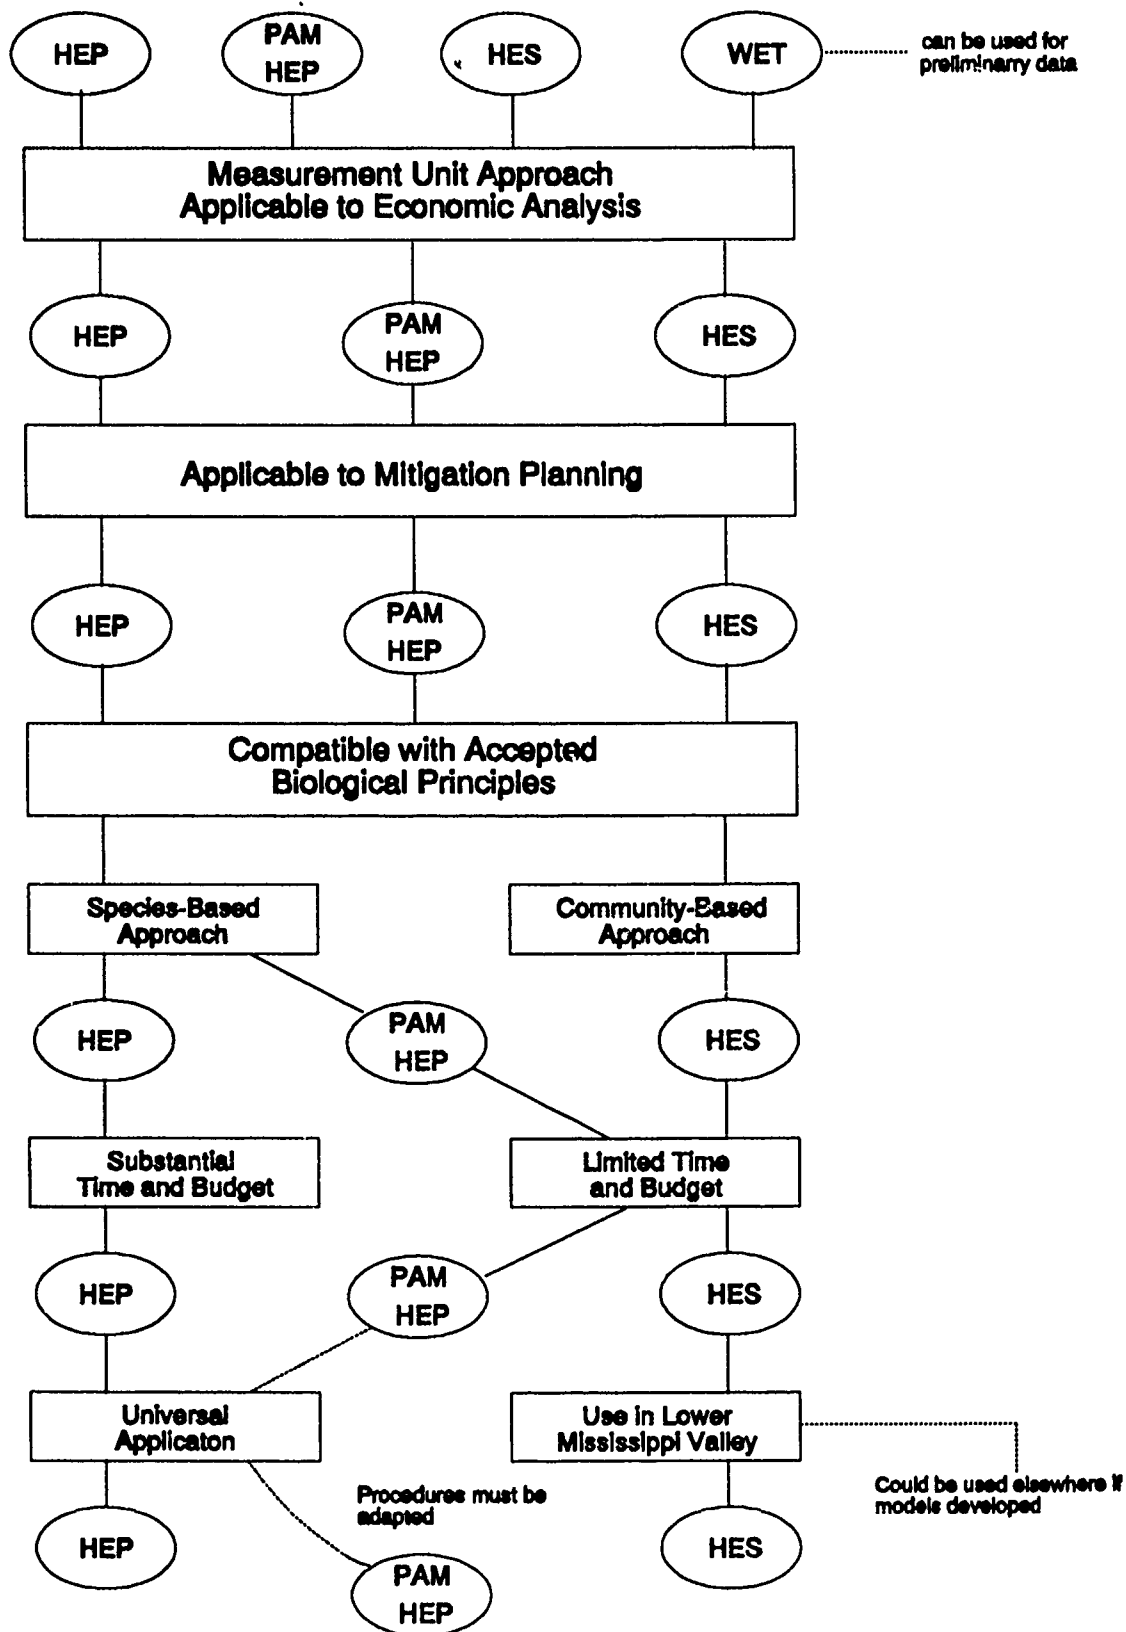 HEP
PAM
HEP
HES
WET
can be used for
preliminarry data
Measurement Unit Approach
Applicable to Economic Analysis
HEP
PAM
HEP
HES
Applicable to Mitigation Planning
HEP
PAM
HEP
HES
Compatible with Accepted
Biological Principles
Species-Based
Approach
Community-Based
Approach
HEP
PAM
HEP
HES
Substantial
Time and Budget
Limited Time
and Budget
HEP
PAM
HEP
HES
Universal
Applicaton
Use in Lower
Mississippi Valley
Procedures must be
adapted
Could be used elsewhere if
models developed
HEP
PAM
HEP
HES